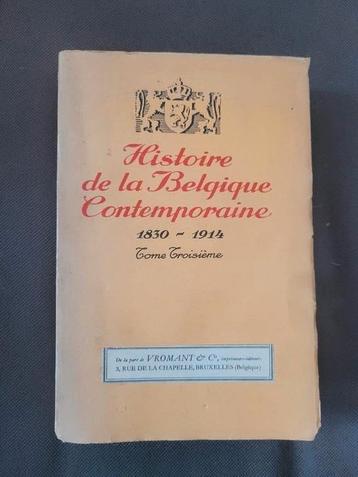 Histoire
de la Belgique
Contemporaine
1830 - 1914
Tome Troisième
De la part de VROMANT & Cº, imprimeurs-éditeurs
3, RUE DE LA CHAPELLE, BRUXELLES (Belgique)